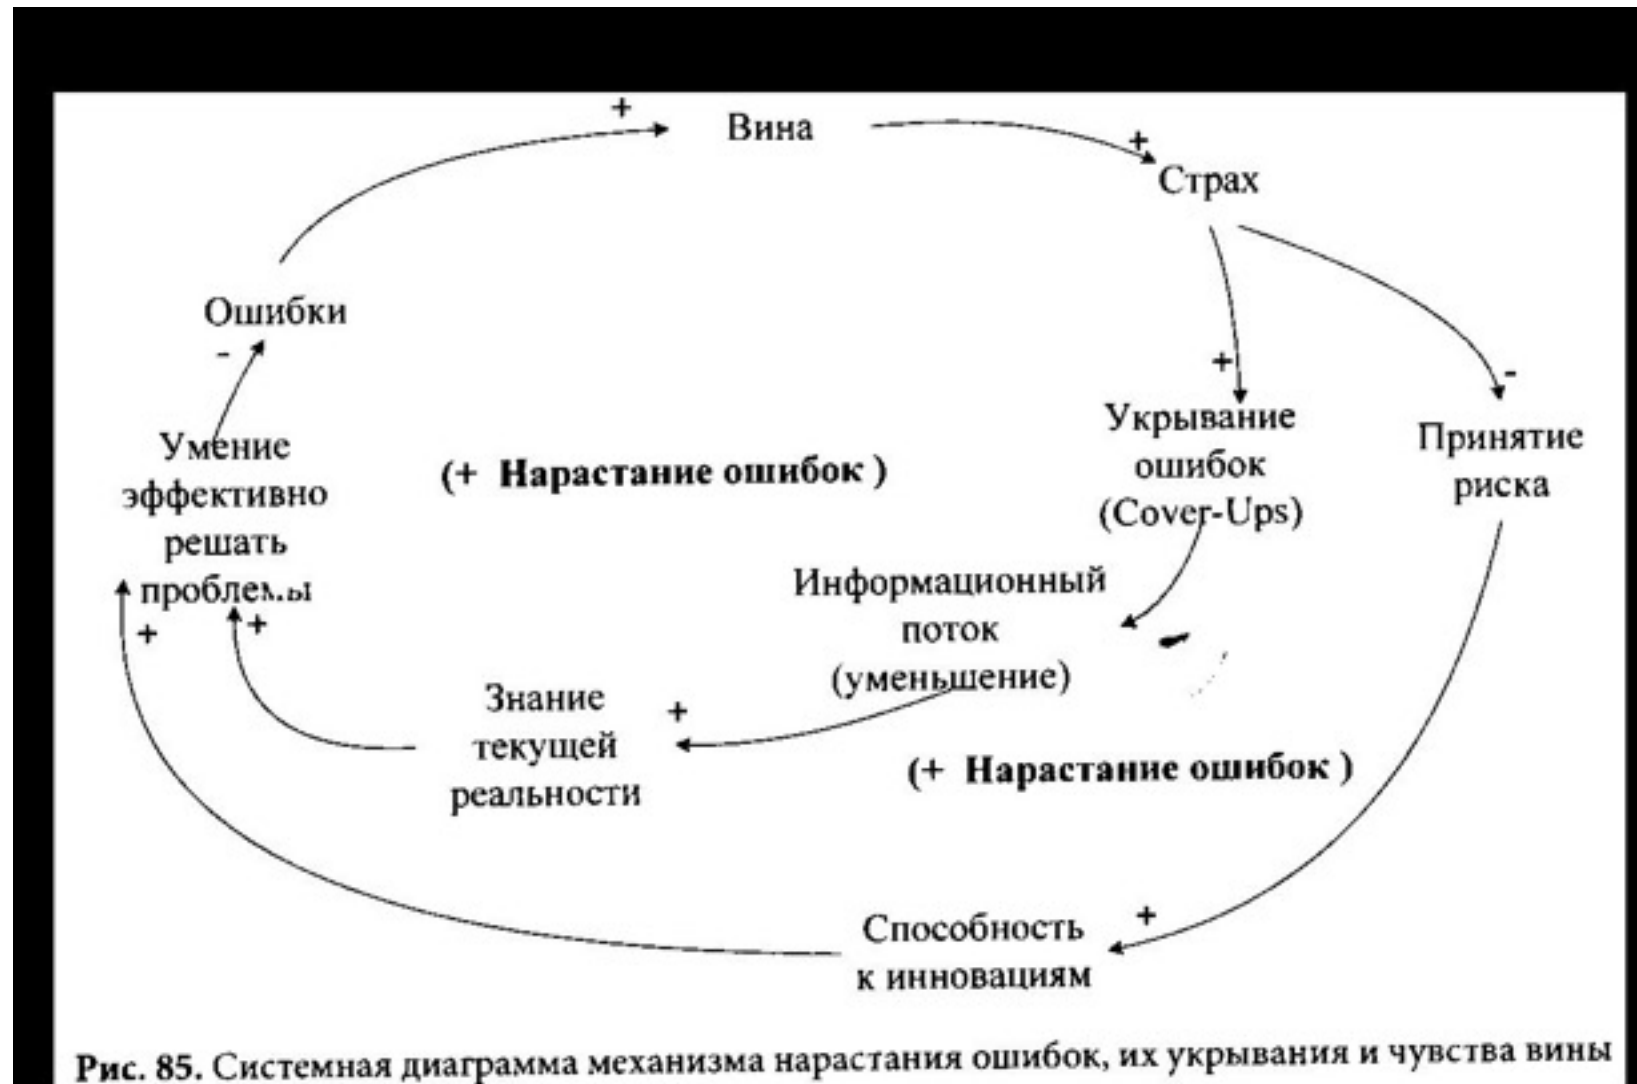 +
Вина
+
Страх
Ошибки
-
+
-
Укрывание
ошибок
(Cover-Ups)
Принятие
риска
Умение
эффективно
решать
проблемы
(+ Нарастание ошибок )
+
+
Информационный
поток
(уменьшение)
-
Знание
текущей
реальности
+
(+ Нарастание ошибок )
Способность
к инновациям
+
Рис. 85. Системная диаграмма механизма нарастания ошибок, их укрывания и чувства вины